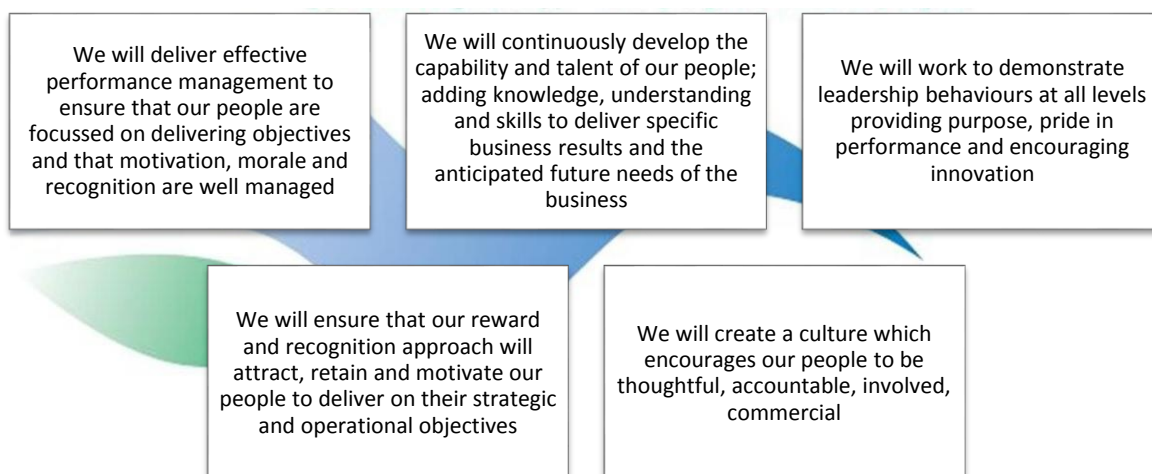 We will deliver effective
performance management to
ensure that our people are
focussed on delivering objectives
and that motivation, morale and
recognition are well managed
We will continuously develop the
capability and talent of our people;
adding knowledge, understanding
and skills to deliver specific
business results and the
anticipated future needs of the
business
We will work to demonstrate
leadership behaviours at all levels
providing purpose, pride in
performance and encouraging
innovation
We will ensure that our reward
and recognition approach will
attract, retain and motivate our
people to deliver on their strategic
and operational objectives
We will create a culture which
encourages our people to be
thoughtful, accountable, involved,
commercial